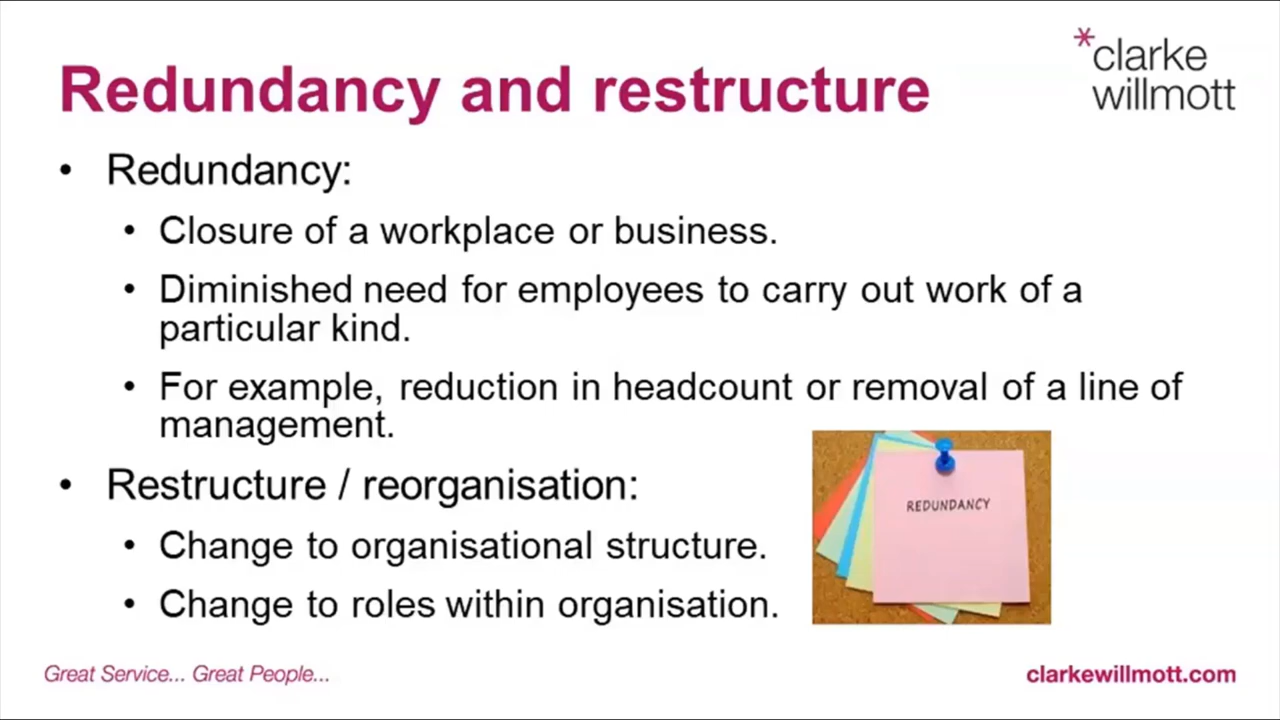 *clarke
willmott
Redundancy and restructure
• Redundancy:
• Closure of a workplace or business.
• Diminished need for employees to carry out work of a
particular kind.
• For example, reduction in headcount or removal of a line of
management.
• Restructure / reorganisation:
• Change to organisational structure.
• Change to roles within organisation.
REDUNDANCY
Great Service... Great People...
clarkewillmott.com